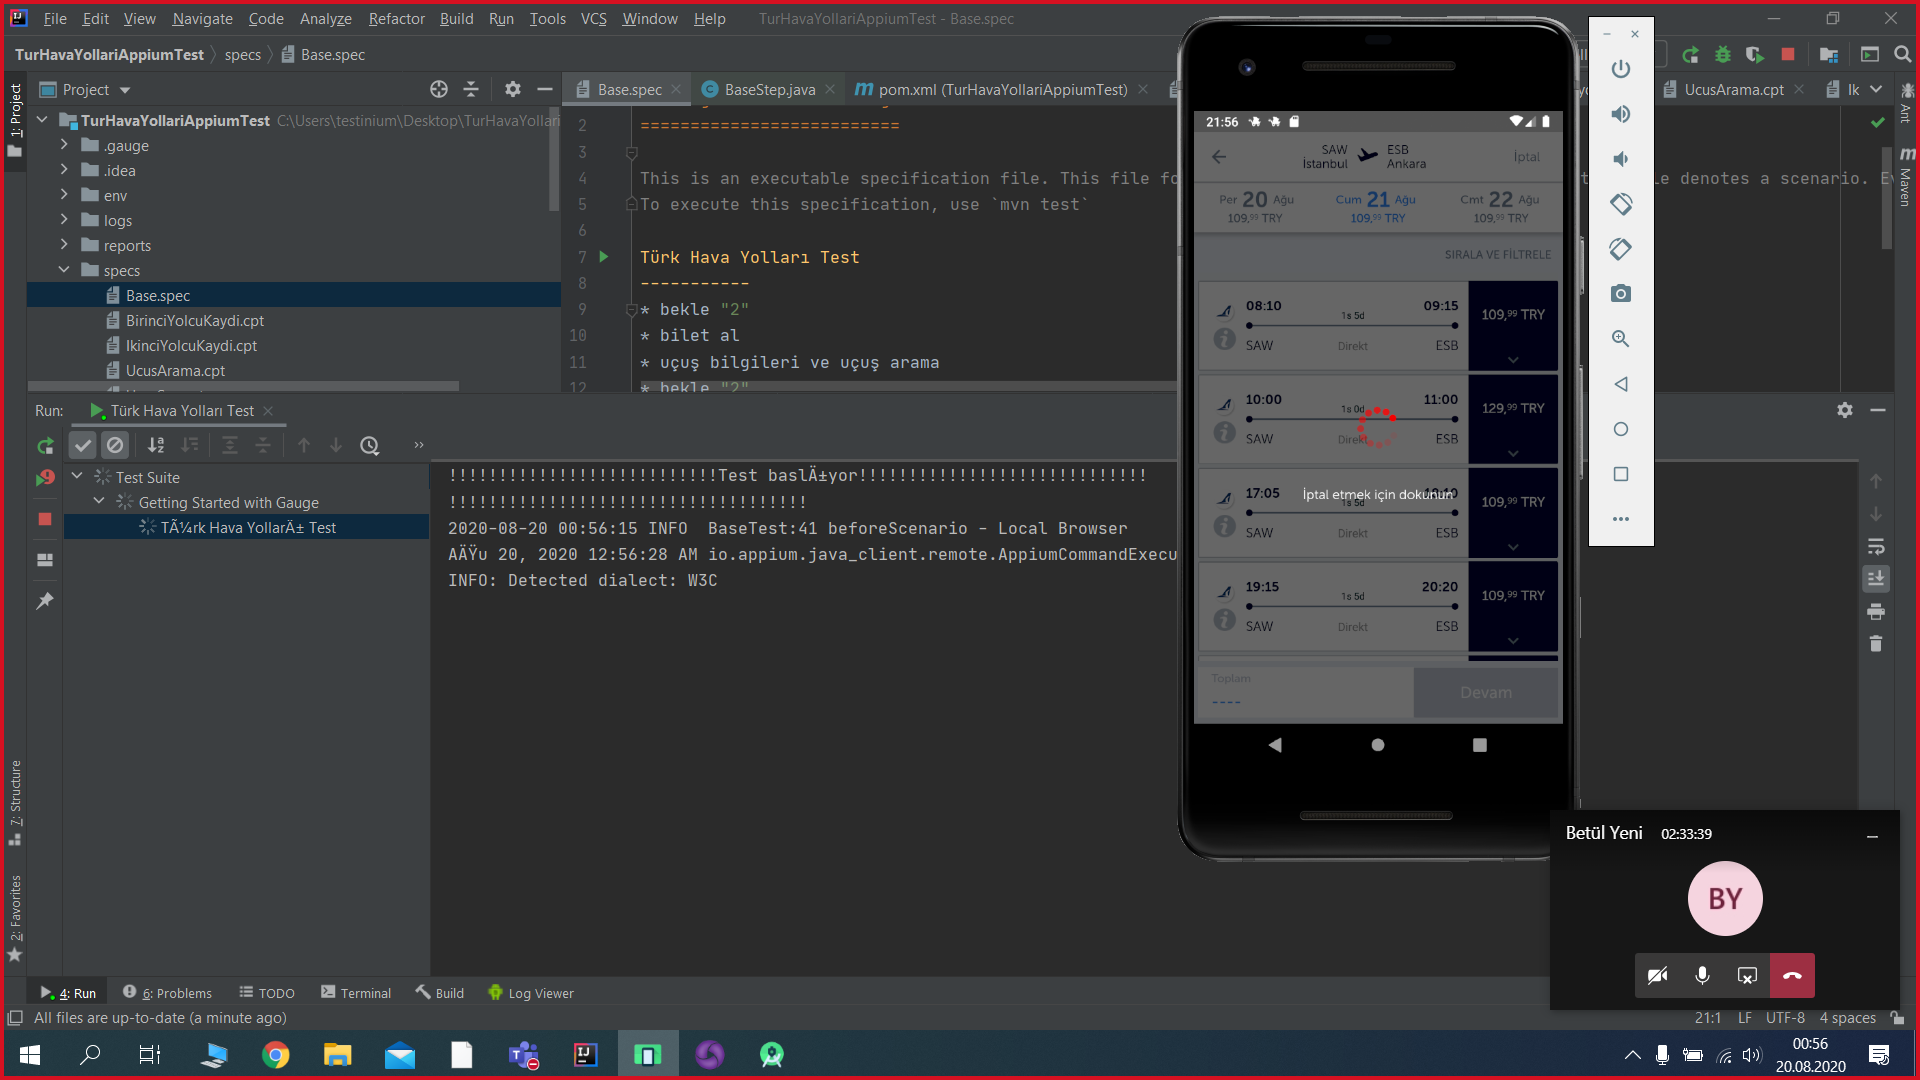 File Edit View Navigate Code Analyze Refactor Build Run Tools VCS Window Help TurHavaYollariAppiumTest - Base.spec
TurHavaYollariAppiumTest specs Base.spec
1: Project
Project
Base.spec BaseStep.java pom.xml (TurHavaYollariAppiumTest) UcusArama.cpt Ik
TurHavaYollariAppiumTest C:\Users\testinium\Desktop\TurHavaYollari
.gauge
.idea
env
logs
reports
specs
Base.spec
BirinciYolcuKaydi.cpt
IkinciYolcuKaydi.cpt
UcusArama.cpt
2 ==========================
3
4 This is an executable specification file. This file fo
le denotes a scenario. E
5 To execute this specification, use `mvn test`
6
7 Türk Hava Yolları Test
8 -----------
9 * bekle "2"
10 * bilet al
11 * uçuş bilgileri ve uçuş arama
12 * bekle "2"
Ant
Maven
21:56
SAW
İstanbul
ESB
Ankara
İptal
Per 20 Ağu
109,99 TRY
Cum 21 Ağu
109,99 TRY
Cmt 22 Ağu
109,99 TRY
SIRALA VE FİLTRELE
08:10 1s 5d 09:15 109,99 TRY
SAW Direkt ESB
10:00 1s 0d 11:00 129,99 TRY
SAW Direkt ESB
17:05 1s 5d 109,99 TRY
İptal etmek için dokunun
SAW Direkt ESB
19:15 1s 5d 20:20 109,99 TRY
SAW Direkt ESB
Toplam
----
Devam
Run: Türk Hava Yolları Test
Test Suite
Getting Started with Gauge
TÃ¼rk Hava YollarÄ± Test
!!!!!!!!!!!!!!!!!!!!!!!!!!!Test baslÄ±yor!!!!!!!!!!!!!!!!!!!!!!!!!!!!!
!!!!!!!!!!!!!!!!!!!!!!!!!!!!!!!!!!!!
2020-08-20 00:56:15 INFO  BaseTest:41 beforeScenario - Local Browser
AÄŸu 20, 2020 12:56:28 AM io.appium.java_client.remote.AppiumCommandExecu
INFO: Detected dialect: W3C
7: Structure
2: Favorites
Betül Yeni 02:33:39
BY
4: Run 6: Problems TODO Terminal Build Log Viewer
All files are up-to-date (a minute ago)
21:1 LF UTF-8 4 spaces
00:56
20.08.2020